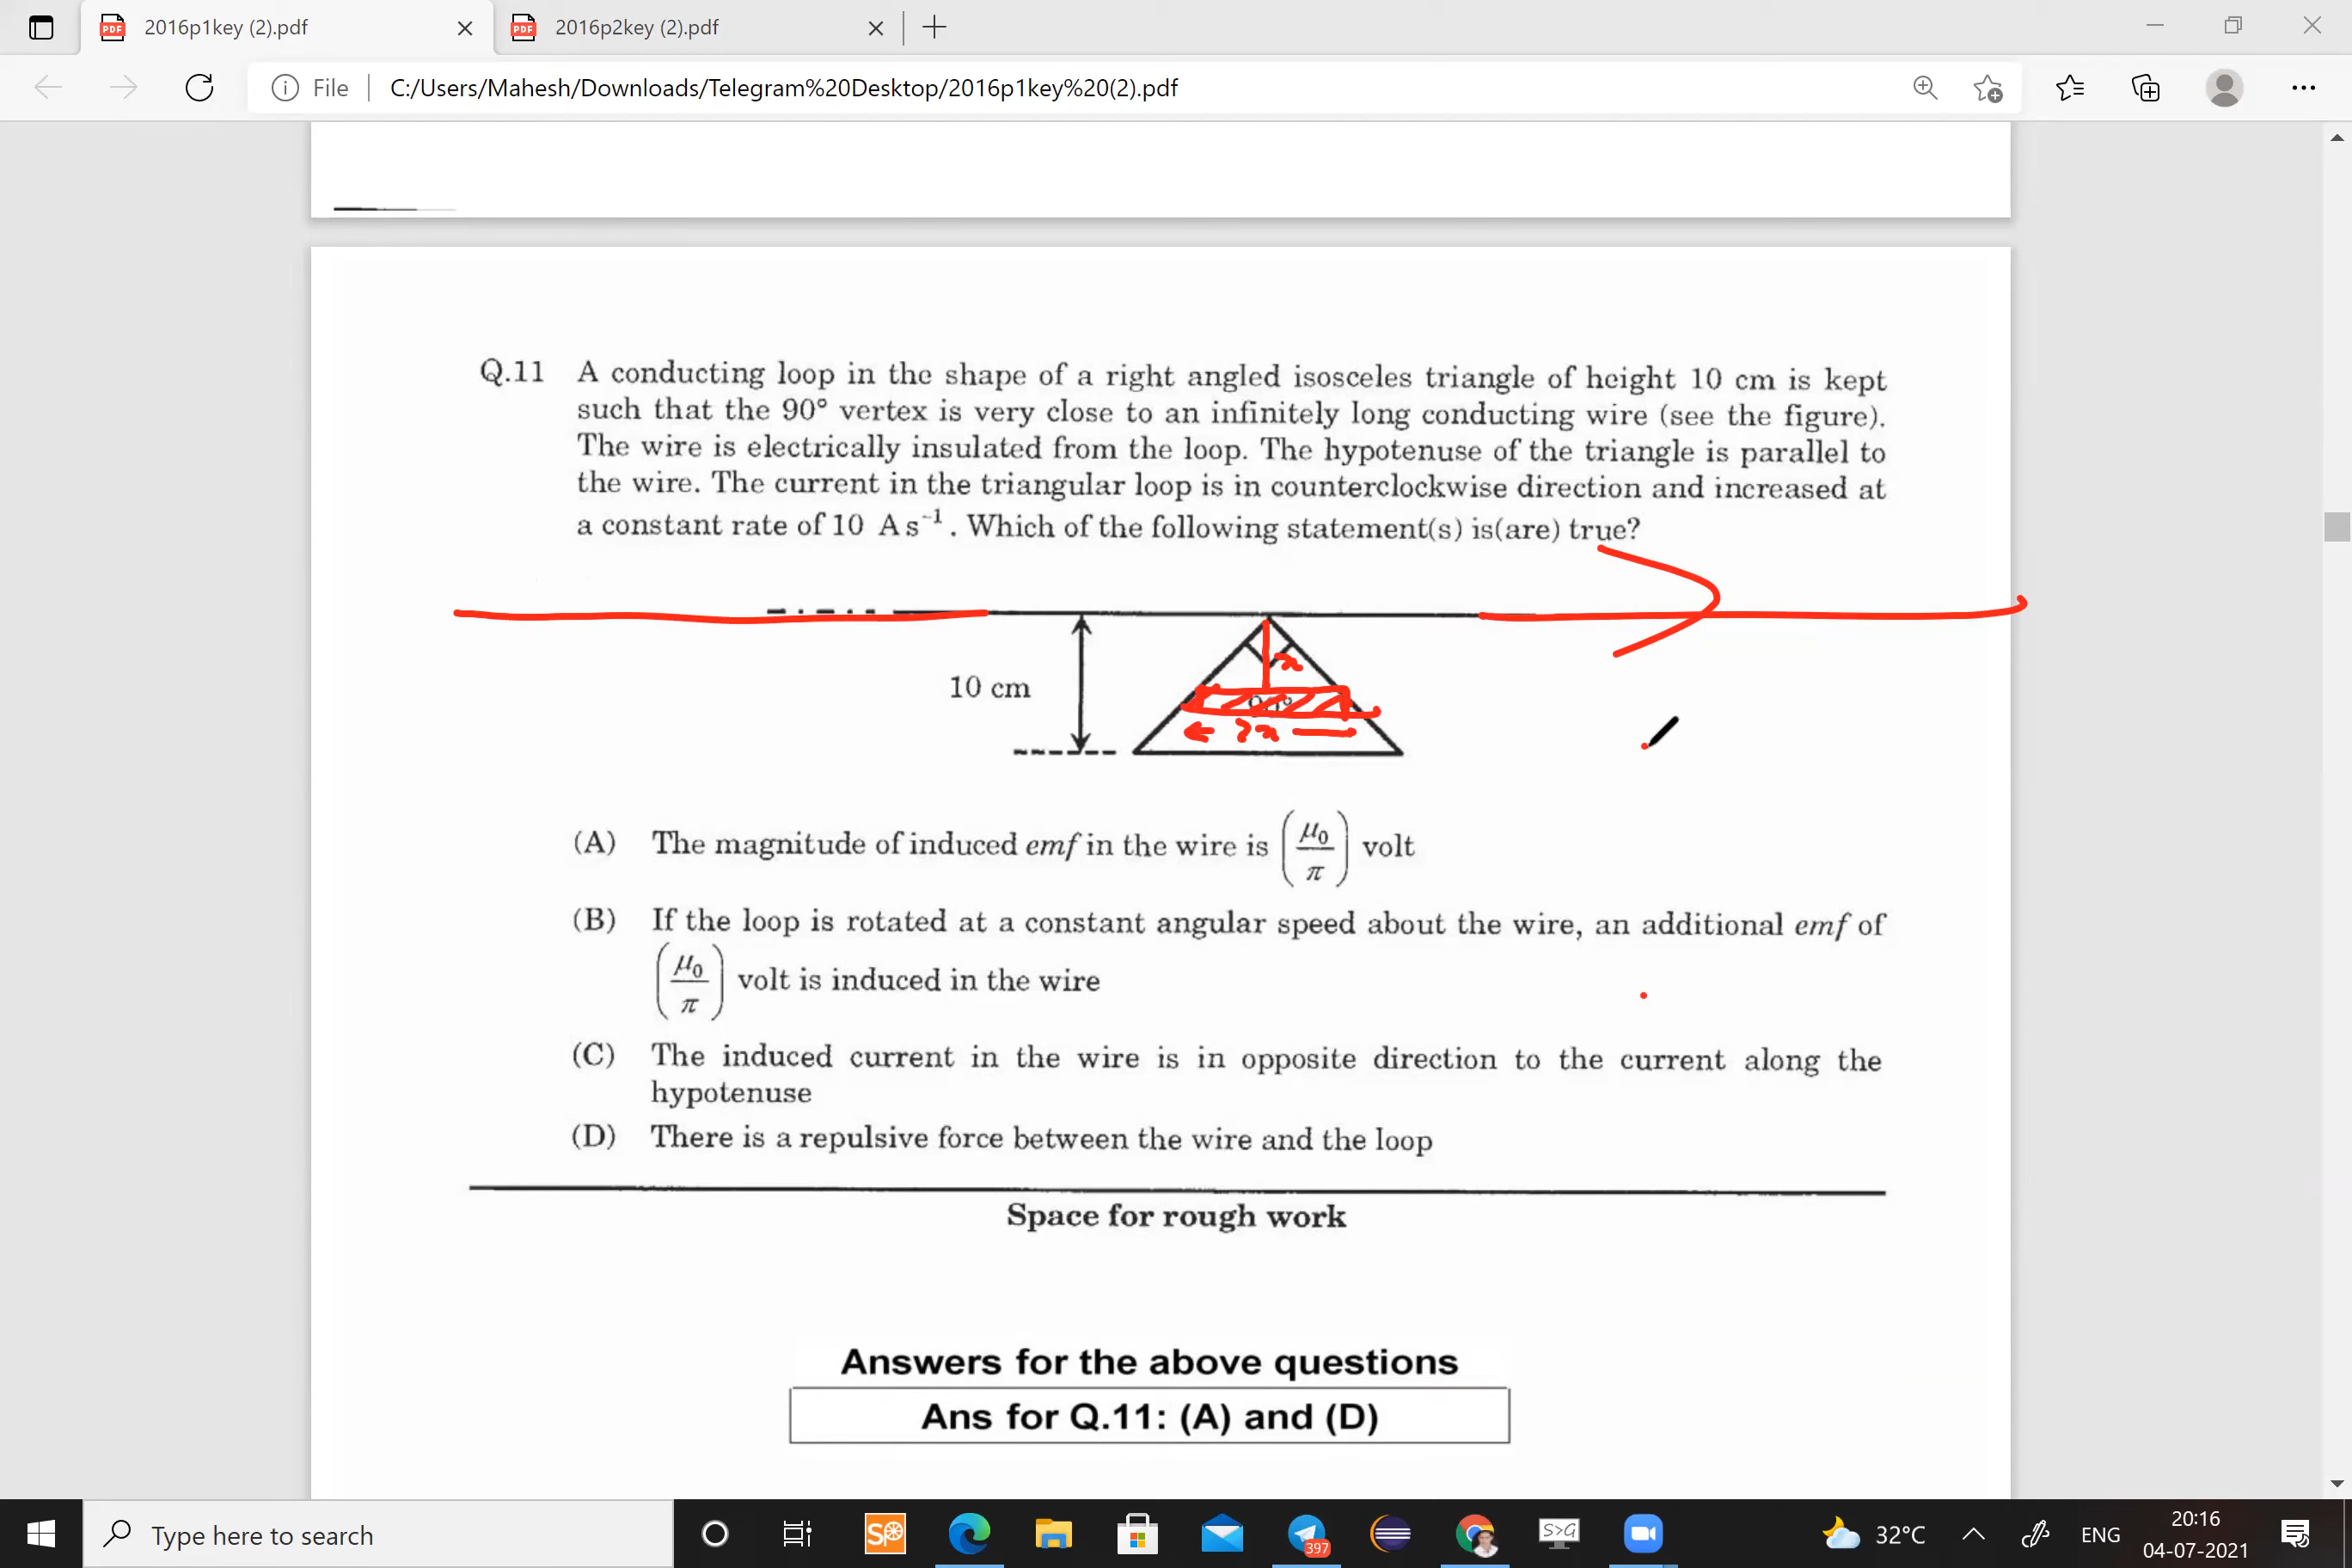 2016p1key (2).pdf
2016p2key (2).pdf
File
C:/Users/Mahesh/Downloads/Telegram%20Desktop/2016p1key%20(2).pdf
Q.11 A conducting loop in the shape of a right angled isosceles triangle of height 10 cm is kept
such that the 90° vertex is very close to an infinitely long conducting wire (see the figure).
The wire is electrically insulated from the loop. The hypotenuse of the triangle is parallel to
the wire. The current in the triangular loop is in counterclockwise direction and increased at
a constant rate of 10 A s⁻¹. Which of the following statement(s) is(are) true?
x
10 cm
2x
(A) The magnitude of induced emf in the wire is (μ₀/π) volt
(B) If the loop is rotated at a constant angular speed about the wire, an additional emf of
(μ₀/π) volt is induced in the wire
(C) The induced current in the wire is in opposite direction to the current along the
hypotenuse
(D) There is a repulsive force between the wire and the loop
Space for rough work
Answers for the above questions
Ans for Q.11: (A) and (D)
Type here to search
SP
397
S>G
32°C
ENG
20:16
04-07-2021